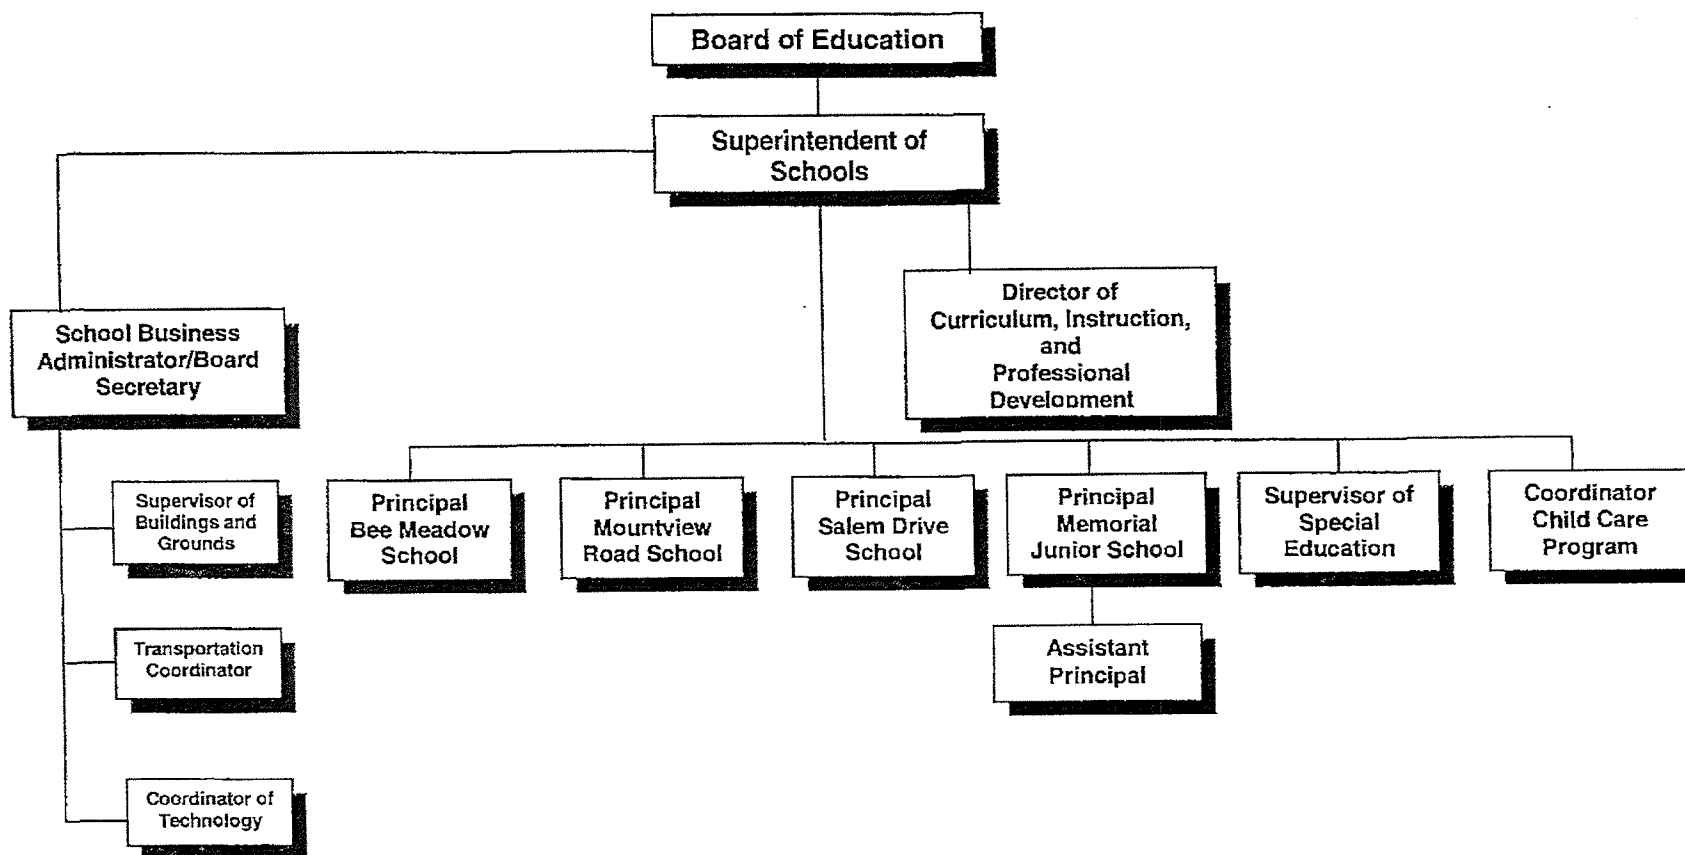 Board of Education
Superintendent of
Schools
Director of
Curriculum, Instruction,
and
Professional
Development
School Business
Administrator/Board
Secretary
Supervisor of
Buildings and
Grounds
Principal
Bee Meadow
School
Principal
Mountview
Road School
Principal
Salem Drive
School
Principal
Memorial
Junior School
Supervisor of
Special
Education
Coordinator
Child Care
Program
Transportation
Coordinator
Assistant
Principal
Coordinator of
Technology